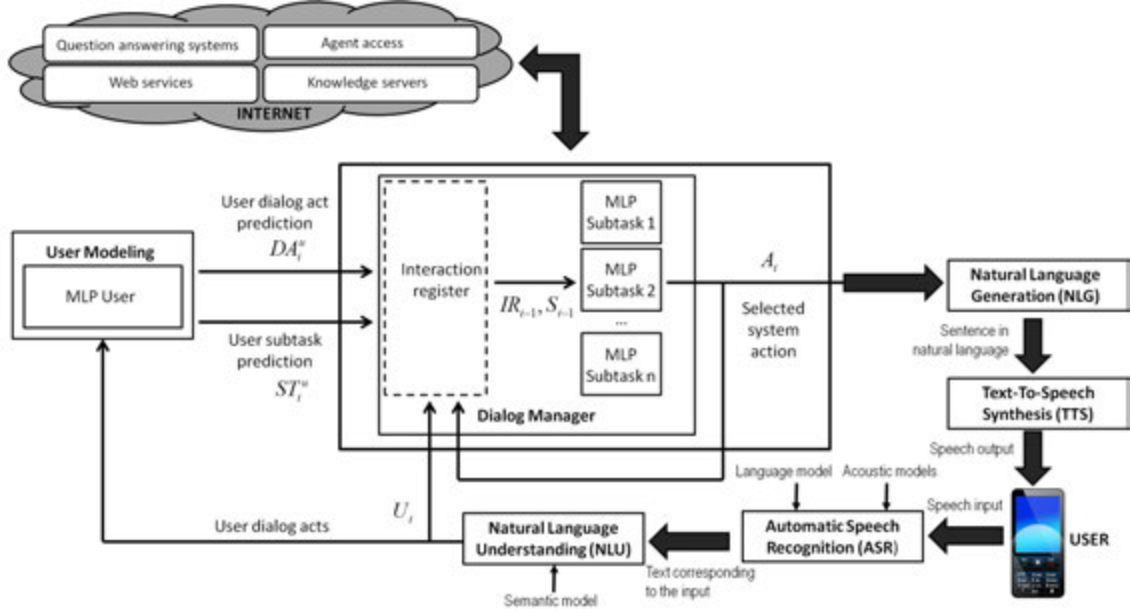 Question answering systems
Agent access
Web services
Knowledge servers
INTERNET
User dialog act
prediction
DA_t^u
User Modeling
MLP User
User subtask
prediction
ST_t^u
Interaction
register
IR_{t-1}, S_{t-1}
MLP
Subtask 1
MLP
Subtask 2
...
MLP
Subtask n
Dialog Manager
A_t
Selected
system
action
Natural Language
Generation (NLG)
Sentence in
natural language
Text-To-Speech
Synthesis (TTS)
Speech output
Language model
Acoustic models
Speech input
USER
Automatic Speech
Recognition (ASR)
Text corresponding
to the input
Natural Language
Understanding (NLU)
Semantic model
U_t
User dialog acts